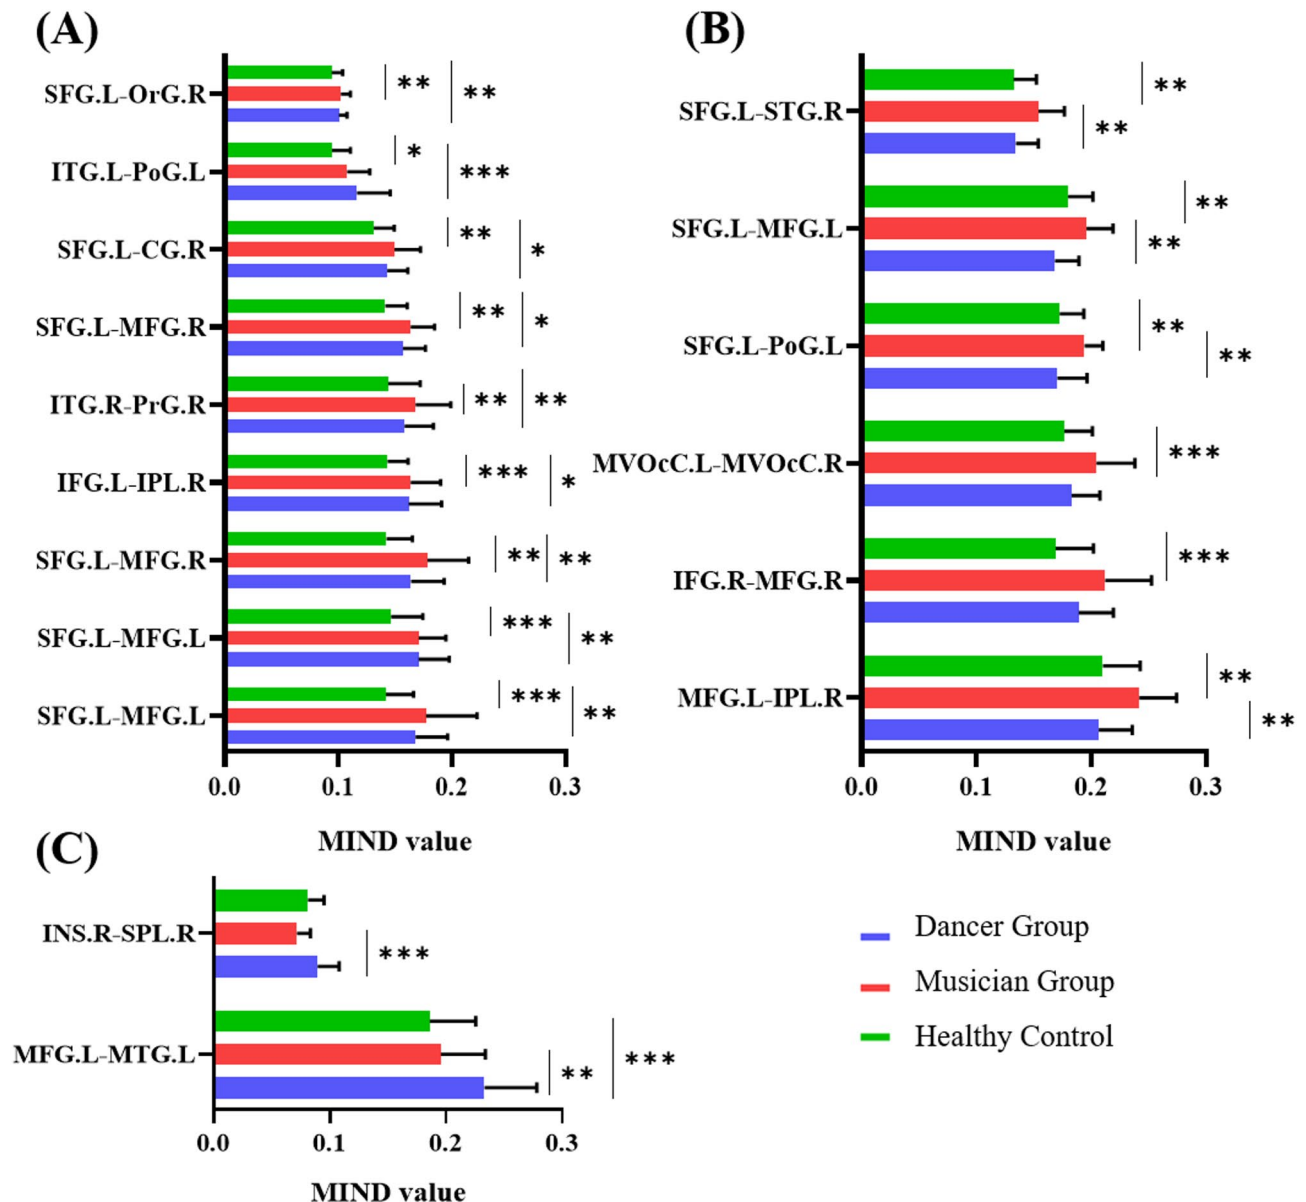 (A)
SFG.L-OrG.R
** **
ITG.L-PoG.L
* ***
SFG.L-CG.R
** *
SFG.L-MFG.R
** *
ITG.R-PrG.R
** **
IFG.L-IPL.R
*** *
SFG.L-MFG.R
** **
SFG.L-MFG.L
*** **
SFG.L-MFG.L
*** **
0.0 0.1 0.2 0.3
MIND value
(B)
SFG.L-STG.R
**
**
SFG.L-MFG.L
**
**
SFG.L-PoG.L
**
**
MVOcC.L-MVOcC.R
***
IFG.R-MFG.R
***
MFG.L-IPL.R
**
**
0.0 0.1 0.2 0.3
MIND value
(C)
INS.R-SPL.R
***
MFG.L-MTG.L
** ***
0.0 0.1 0.2 0.3
MIND value
Dancer Group
Musician Group
Healthy Control